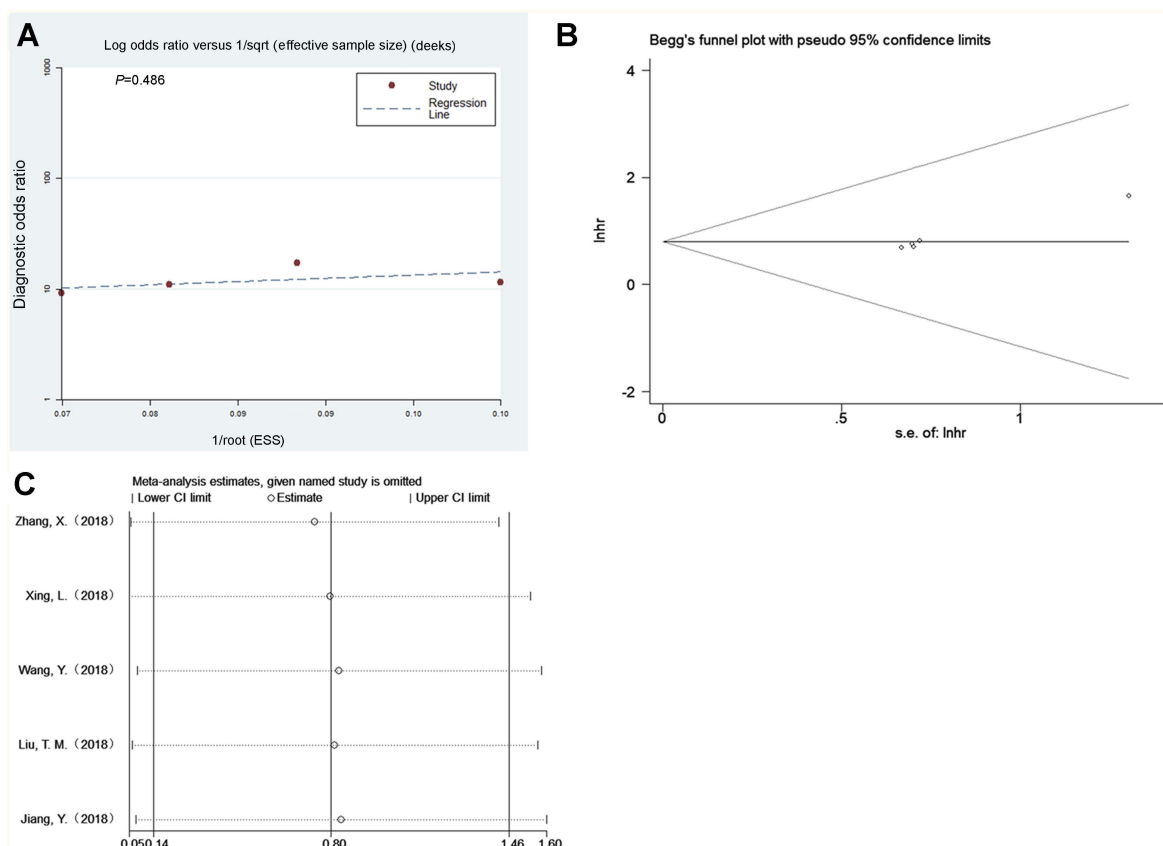 A
Log odds ratio versus 1/sqrt (effective sample size) (deeks)
P=0.486
Study
Regression
Line
Diagnostic odds ratio
1000
100
10
1
0.07 0.08 0.09 0.09 0.10 0.10
1/root (ESS)
B
Begg's funnel plot with pseudo 95% confidence limits
lnhr
4
2
0
-2
0 .5 1
s.e. of: lnhr
C
Meta-analysis estimates, given named study is omitted
| Lower CI limit ○ Estimate | Upper CI limit
Zhang, X.（2018）
Xing, L.（2018）
Wang, Y.（2018）
Liu, T. M.（2018）
Jiang, Y.（2018）
0.05 0.14 0.80 1.46 1.60